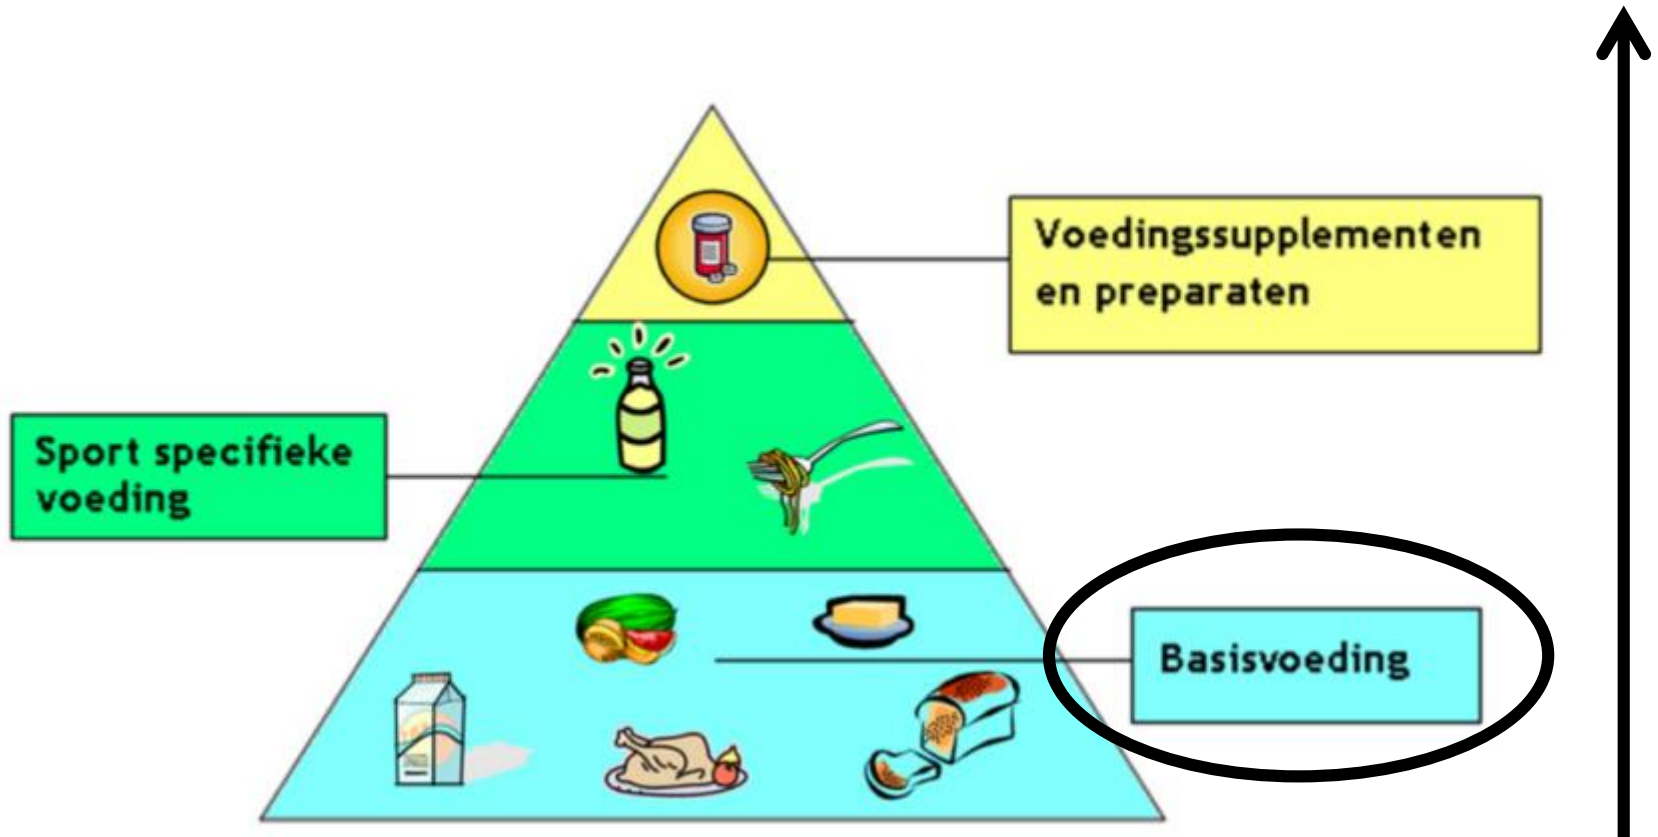 Voedingssupplementen
en preparaten
Sport specifieke
voeding
Basisvoeding